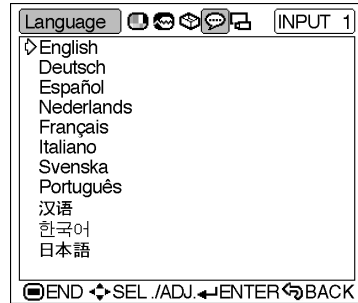 Language INPUT 1
English
Deutsch
Español
Nederlands
Français
Italiano
Svenska
Português
汉语
한국어
日本語
END SEL./ADJ. ENTER BACK